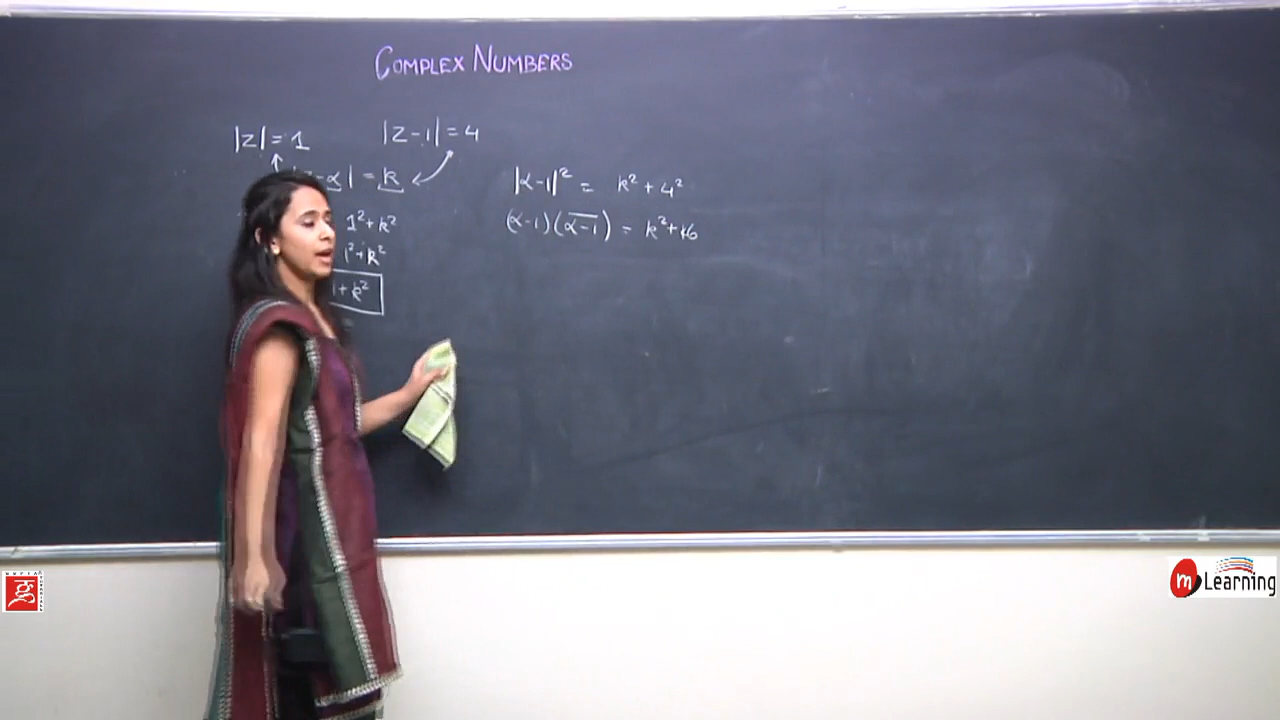 COMPLEX NUMBERS
|z| = 1
|z-1| = 4
-α| = k
1² + k²
1² + k²
1 + k²
|α-1|² = k² + 4²
(α-1)(α̅-̅1̅) = k² + 16
m Learning